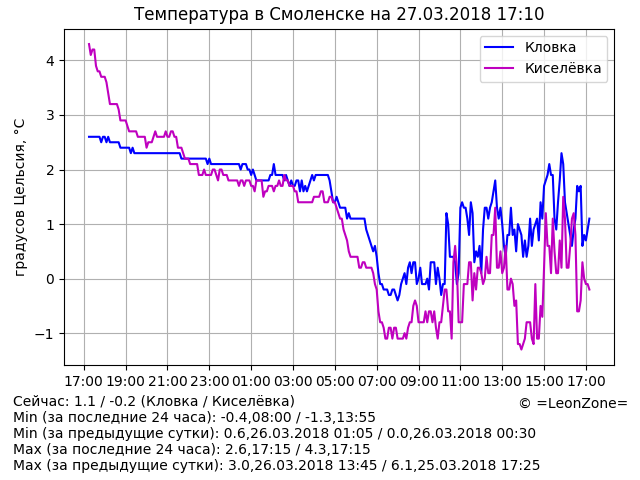 Температура в Смоленске на 27.03.2018 17:10
Кловка
Киселёвка
градусов Цельсия, °C
4
3
2
1
0
−1
17:00 19:00 21:00 23:00 01:00 03:00 05:00 07:00 09:00 11:00 13:00 15:00 17:00
Сейчас: 1.1 / -0.2 (Кловка / Киселёвка)
© =LeonZone=
Min (за последние 24 часа): -0.4,08:00 / -1.3,13:55
Min (за предыдущие сутки): 0.6,26.03.2018 01:05 / 0.0,26.03.2018 00:30
Max (за последние 24 часа): 2.6,17:15 / 4.3,17:15
Max (за предыдущие сутки): 3.0,26.03.2018 13:45 / 6.1,25.03.2018 17:25